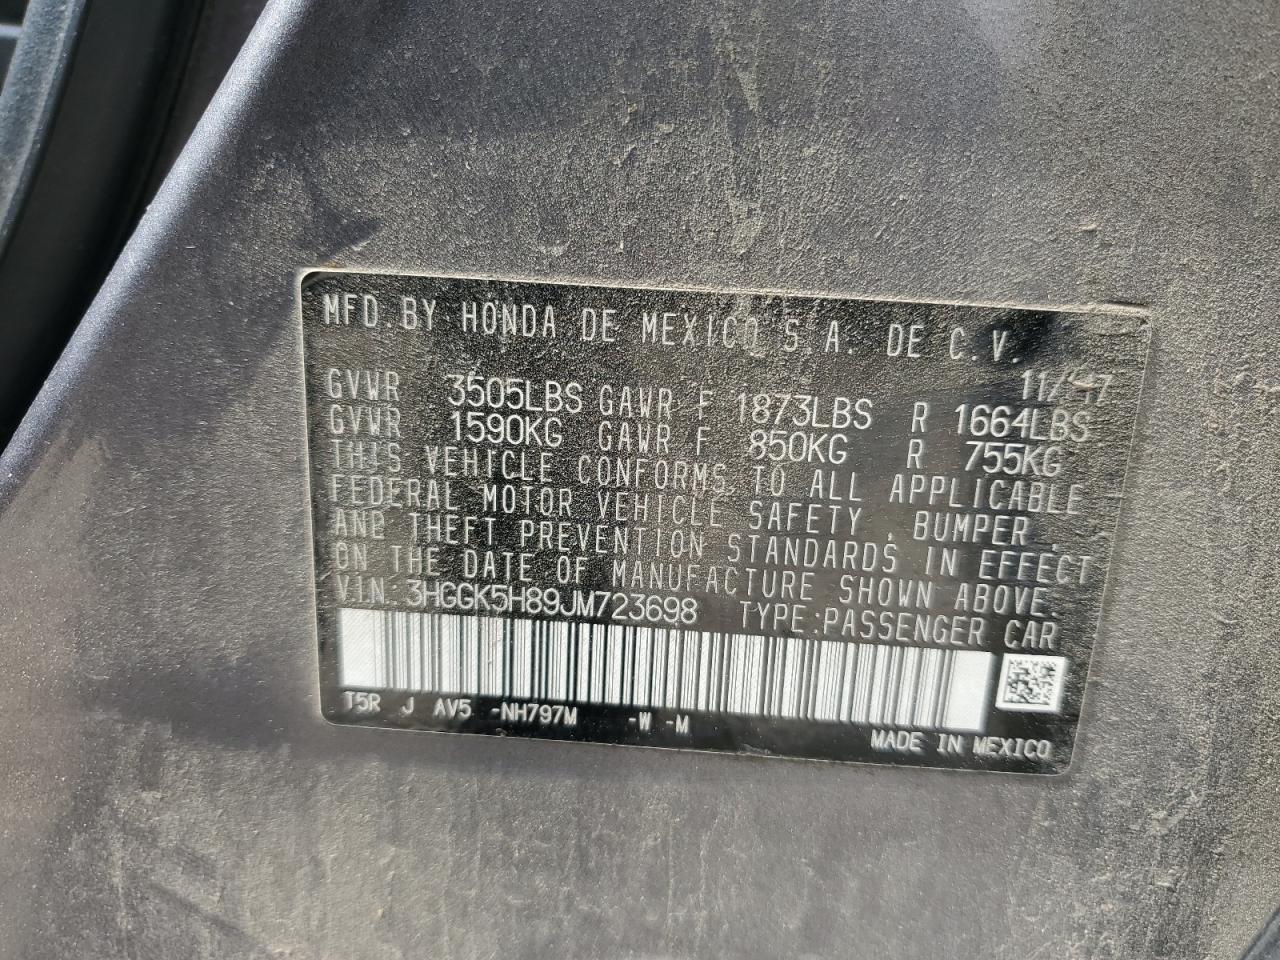 MFD. BY HONDA DE MEXICO S.A. DE C.V.
11/17
GVWR 3505LBS GAWR F 1873LBS R 1664LBS
GVWR 1590KG GAWR F 850KG R 755KG
THIS VEHICLE CONFORMS TO ALL APPLICABLE
FEDERAL MOTOR VEHICLE SAFETY, BUMPER,
AND THEFT PREVENTION STANDARDS IN EFFECT
ON THE DATE OF MANUFACTURE SHOWN ABOVE.
VIN: 3HGGK5H89JM723698 TYPE:PASSENGER CAR
T5R J AV5 -NH797M -W -M
MADE IN MEXICO